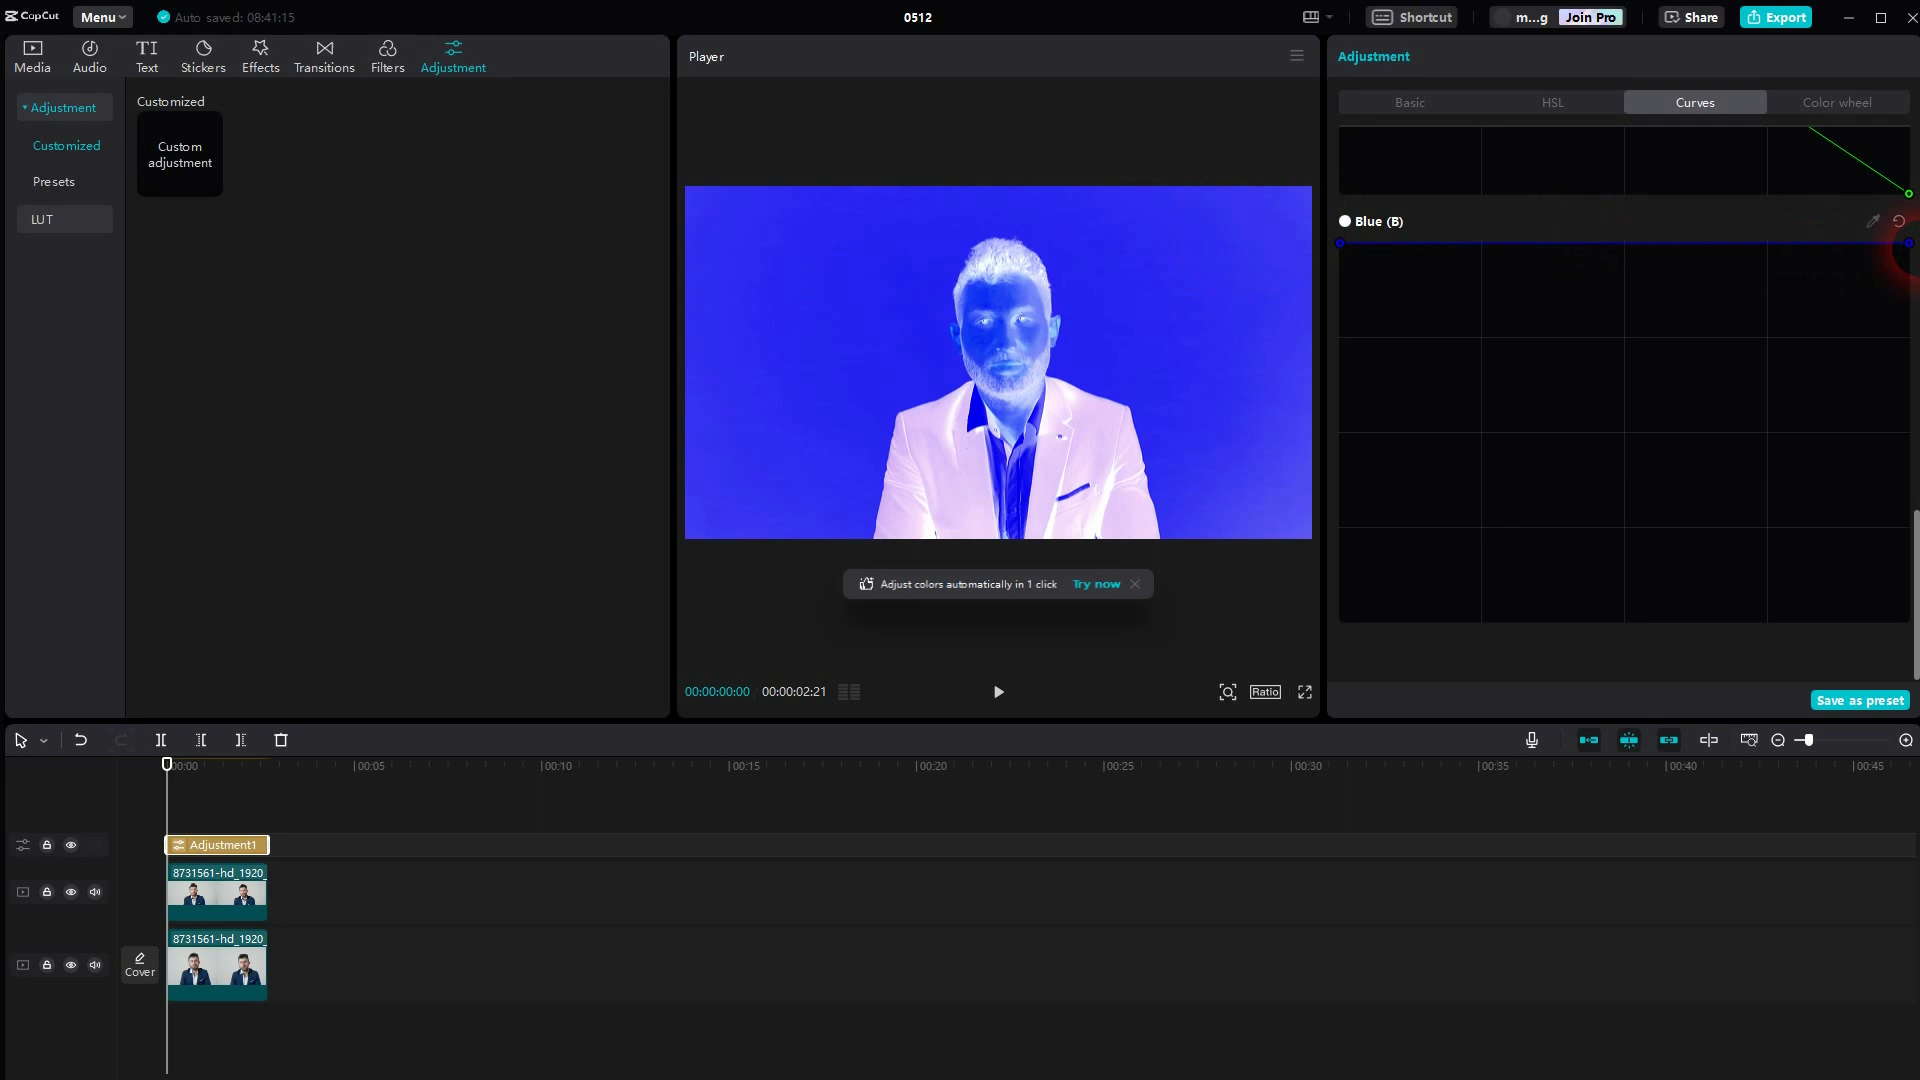 CapCut
Menu
Auto saved: 08:41:15
0512
Shortcut
m...g
Join Pro
Share
Export
Media
Audio
Text
Stickers
Effects
Transitions
Filters
Adjustment
Adjustment
Customized
Presets
LUT
Customized
Custom
adjustment
Player
Adjust colors automatically in 1 click
Try now
00:00:00:00
00:00:02:21
Ratio
Adjustment
Basic
HSL
Curves
Color wheel
Blue (B)
Save as preset
00:00
00:05
00:10
00:15
00:20
00:25
00:30
00:35
00:40
00:45
Adjustment1
8731561-hd_1920_
8731561-hd_1920_
Cover